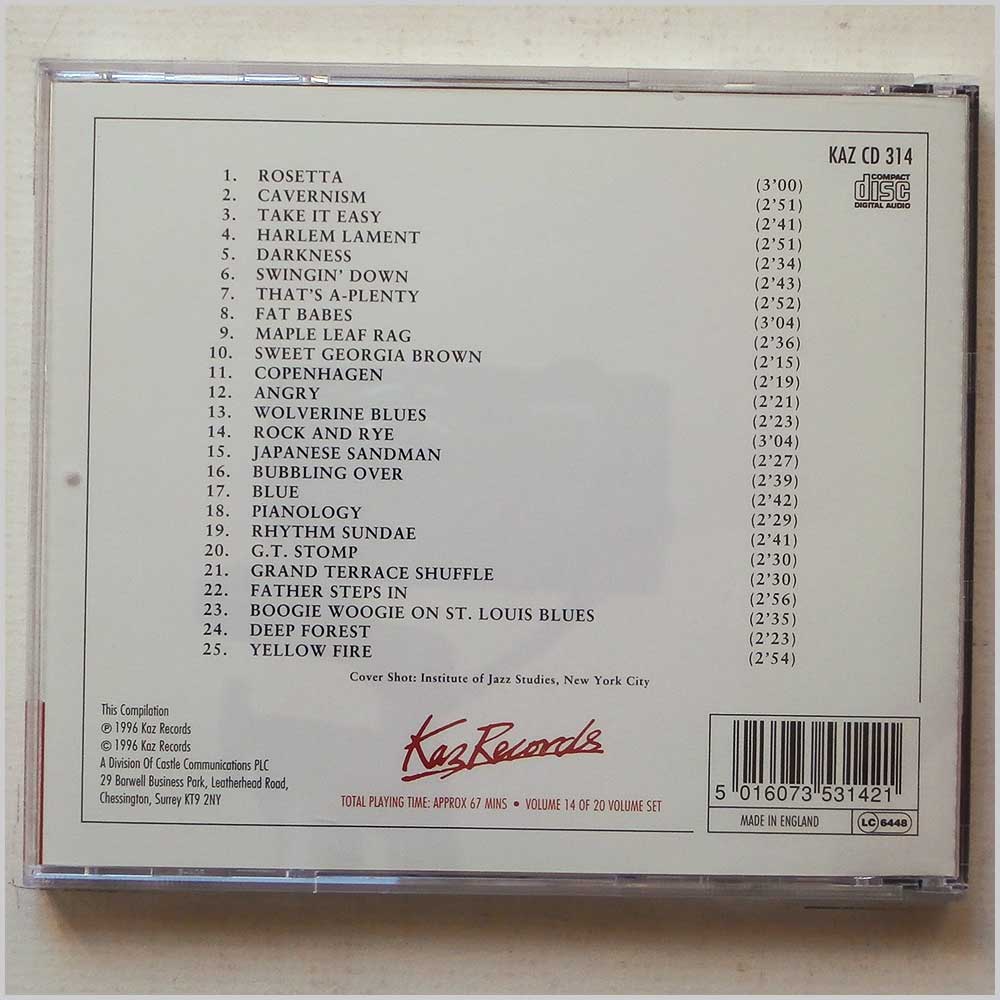 KAZ CD 314
COMPACT
disc
DIGITAL AUDIO
1. ROSETTA (3'00)
2. CAVERNISM (2'51)
3. TAKE IT EASY (2'41)
4. HARLEM LAMENT (2'51)
5. DARKNESS (2'34)
6. SWINGIN' DOWN (2'43)
7. THAT'S A-PLENTY (2'52)
8. FAT BABES (3'04)
9. MAPLE LEAF RAG (2'36)
10. SWEET GEORGIA BROWN (2'15)
11. COPENHAGEN (2'19)
12. ANGRY (2'21)
13. WOLVERINE BLUES (2'23)
14. ROCK AND RYE (3'04)
15. JAPANESE SANDMAN (2'27)
16. BUBBLING OVER (2'39)
17. BLUE (2'42)
18. PIANOLOGY (2'29)
19. RHYTHM SUNDAE (2'41)
20. G.T. STOMP (2'30)
21. GRAND TERRACE SHUFFLE (2'30)
22. FATHER STEPS IN (2'56)
23. BOOGIE WOOGIE ON ST. LOUIS BLUES (2'35)
24. DEEP FOREST (2'23)
25. YELLOW FIRE (2'54)
Cover Shot: Institute of Jazz Studies, New York City
This Compilation
℗ 1996 Kaz Records
© 1996 Kaz Records
A Division Of Castle Communications PLC
29 Barwell Business Park, Leatherhead Road,
Chessington, Surrey KT9 2NY
Kaz Records
TOTAL PLAYING TIME: APPROX 67 MINS • VOLUME 14 OF 20 VOLUME SET
5 016073 531421
MADE IN ENGLAND
LC 6448